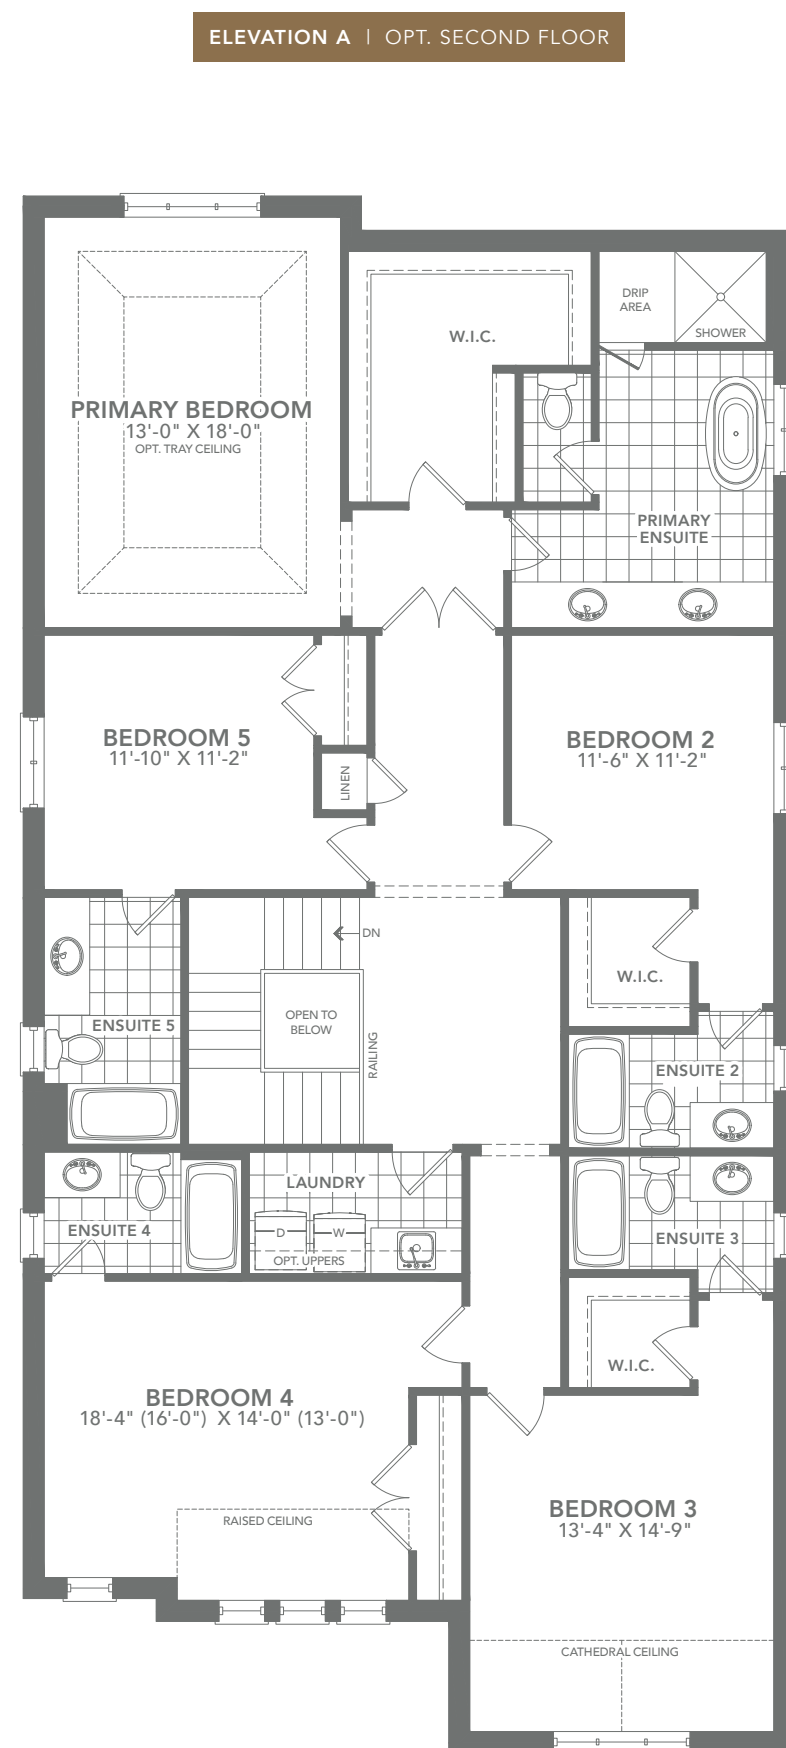 ELEVATION A | OPT. SECOND FLOOR
DRIP
AREA
SHOWER
W.I.C.
PRIMARY BEDROOM
13'-0" X 18'-0"
OPT. TRAY CEILING
PRIMARY
ENSUITE
BEDROOM 5
11'-10" X 11'-2"
LINEN
BEDROOM 2
11'-6" X 11'-2"
DN
W.I.C.
OPEN TO
BELOW
RAILING
ENSUITE 5
ENSUITE 2
LAUNDRY
D
W
OPT. UPPERS
ENSUITE 4
ENSUITE 3
W.I.C.
BEDROOM 4
18'-4" (16'-0") X 14'-0" (13'-0")
RAISED CEILING
BEDROOM 3
13'-4" X 14'-9"
CATHEDRAL CEILING